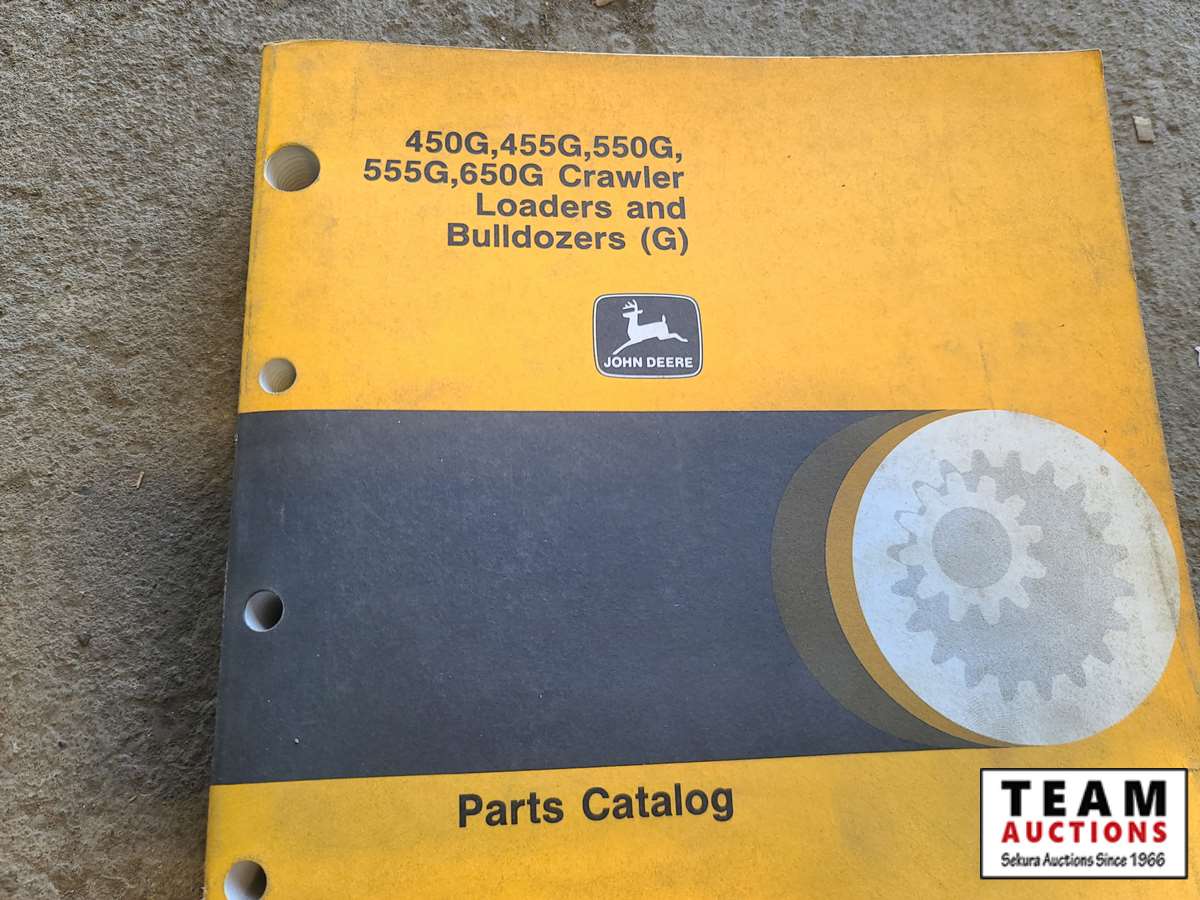 450G,455G,550G,
555G,650G Crawler
Loaders and
Bulldozers (G)
JOHN DEERE
Parts Catalog
TEAM
AUCTIONS
Sekura Auctions Since 1966